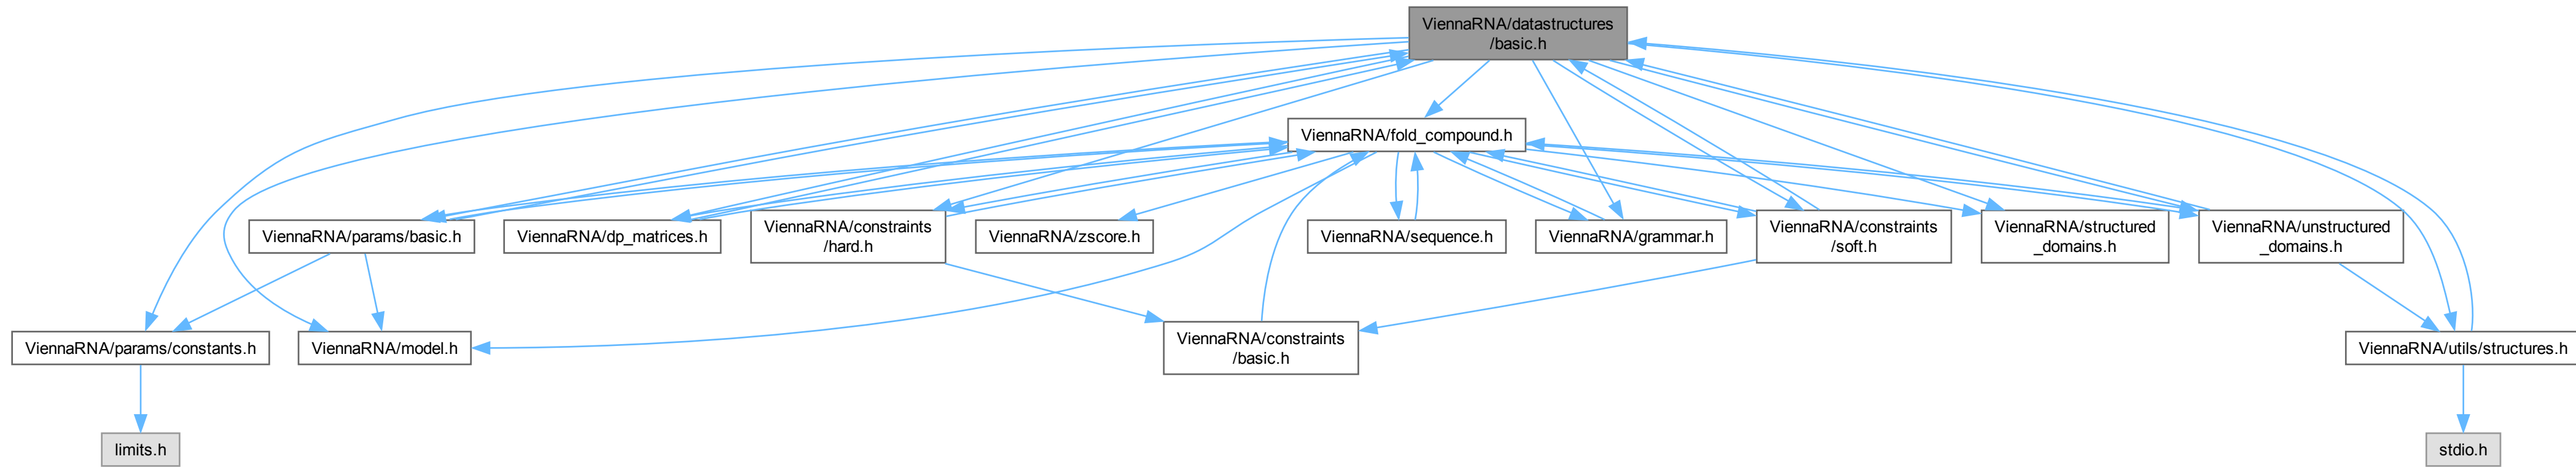 ViennaRNA/datastructures
/basic.h
ViennaRNA/fold_compound.h
ViennaRNA/params/basic.h
ViennaRNA/dp_matrices.h
ViennaRNA/constraints
/hard.h
ViennaRNA/zscore.h
ViennaRNA/sequence.h
ViennaRNA/grammar.h
ViennaRNA/constraints
/soft.h
ViennaRNA/structured
_domains.h
ViennaRNA/unstructured
_domains.h
ViennaRNA/params/constants.h
ViennaRNA/model.h
ViennaRNA/constraints
/basic.h
ViennaRNA/utils/structures.h
limits.h
stdio.h